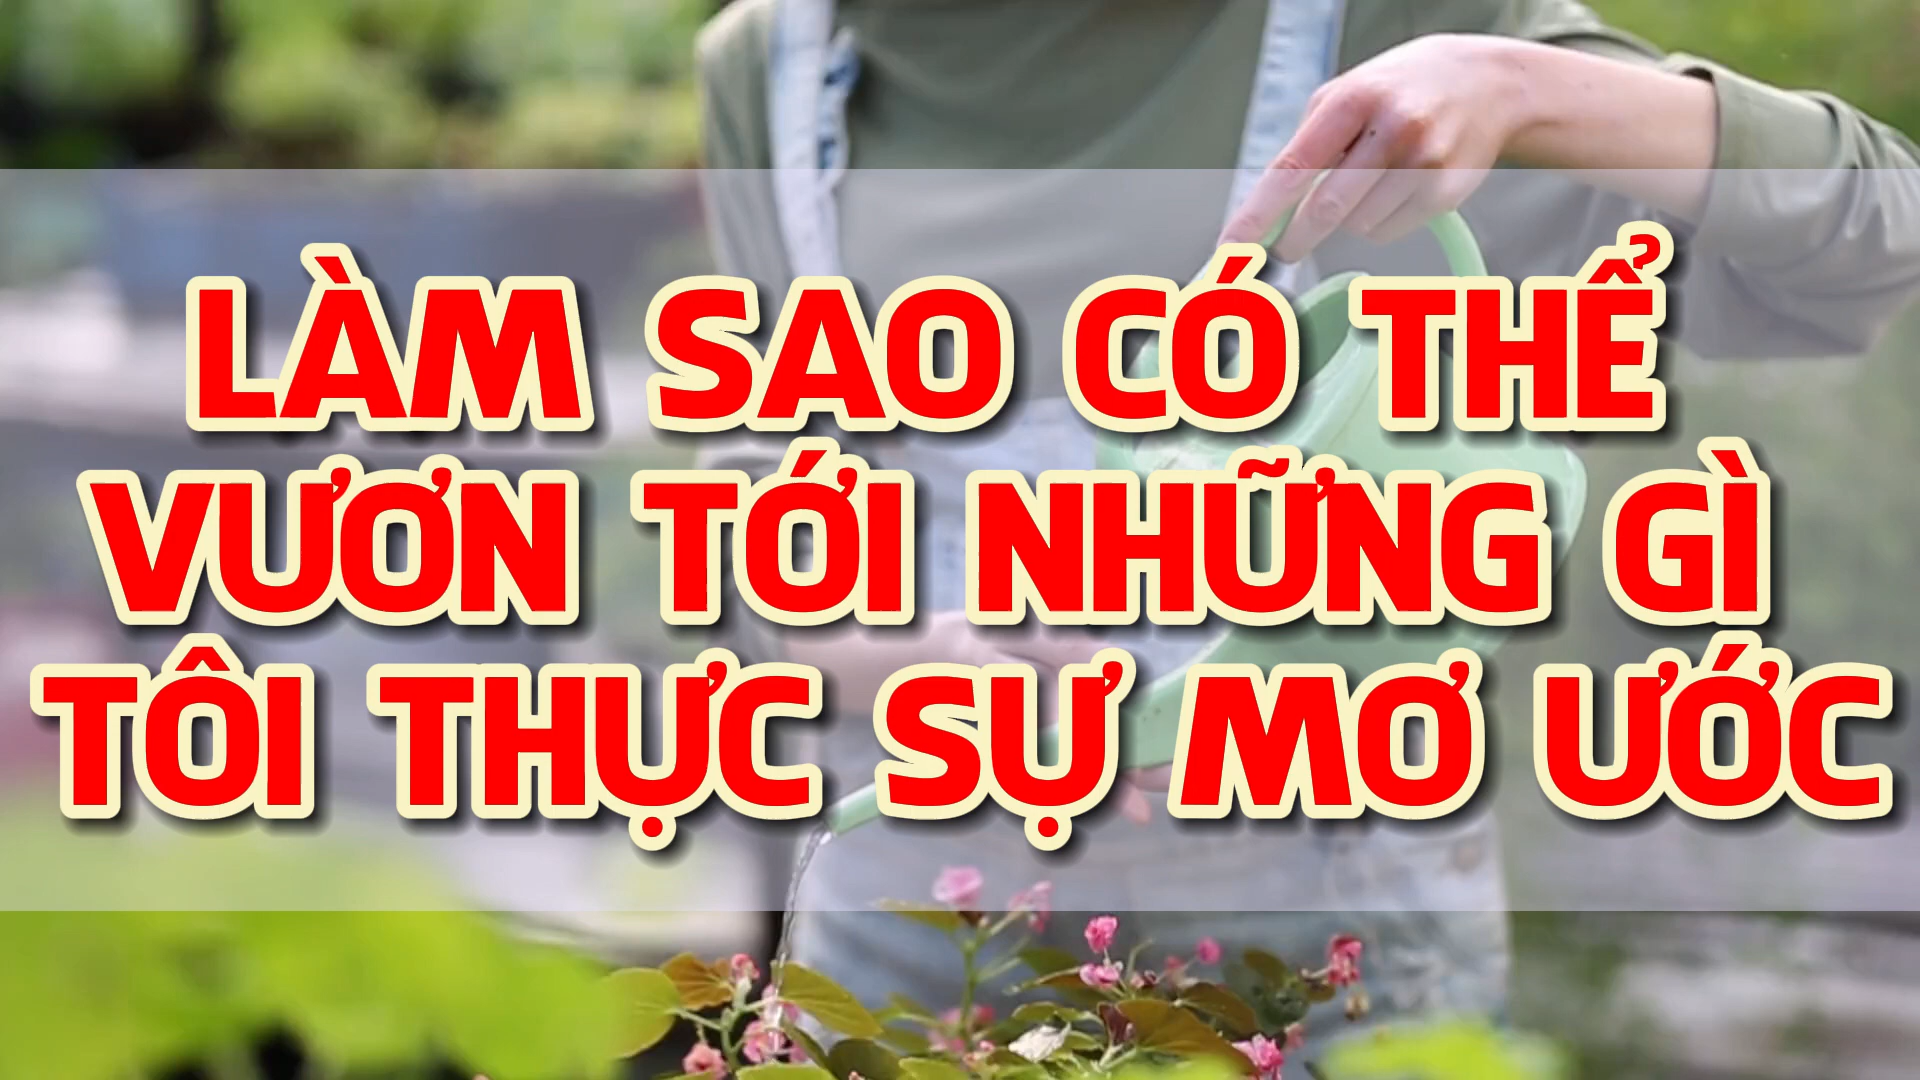 LÀM SAO CÓ THỂ
VƯƠN TỚI NHỮNG GÌ
TÔI THỰC SỰ MƠ ƯỚC